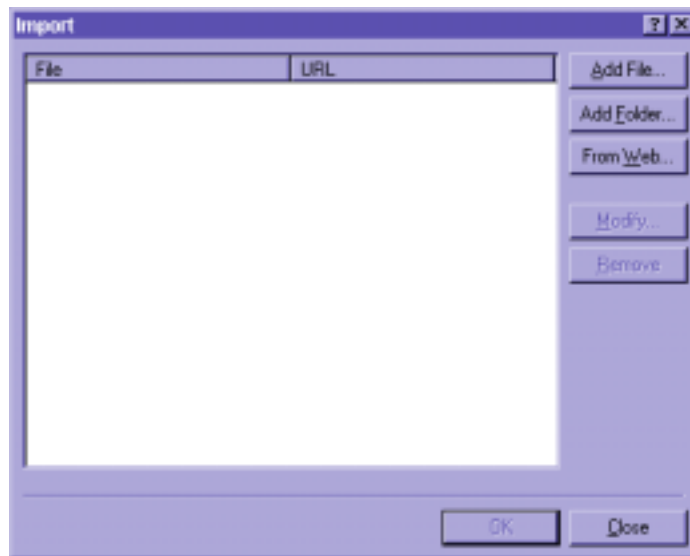 Import
File URL
Add File...
Add Folder...
From Web...
Modify...
Remove
OK Close